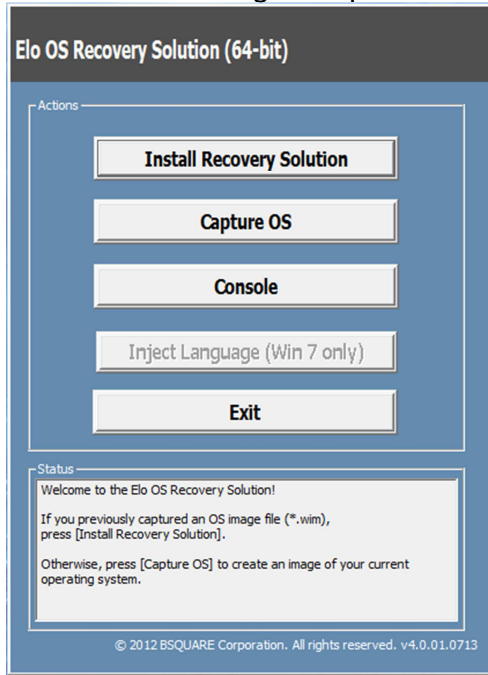 Elo OS Recovery Solution (64-bit)
Actions
Install Recovery Solution
Capture OS
Console
Inject Language (Win 7 only)
Exit
Status
Welcome to the Elo OS Recovery Solution!
If you previously captured an OS image file (*.wim),
press [Install Recovery Solution].
Otherwise, press [Capture OS] to create an image of your current
operating system.
© 2012 BSQUARE Corporation. All rights reserved. v4.0.01.0713